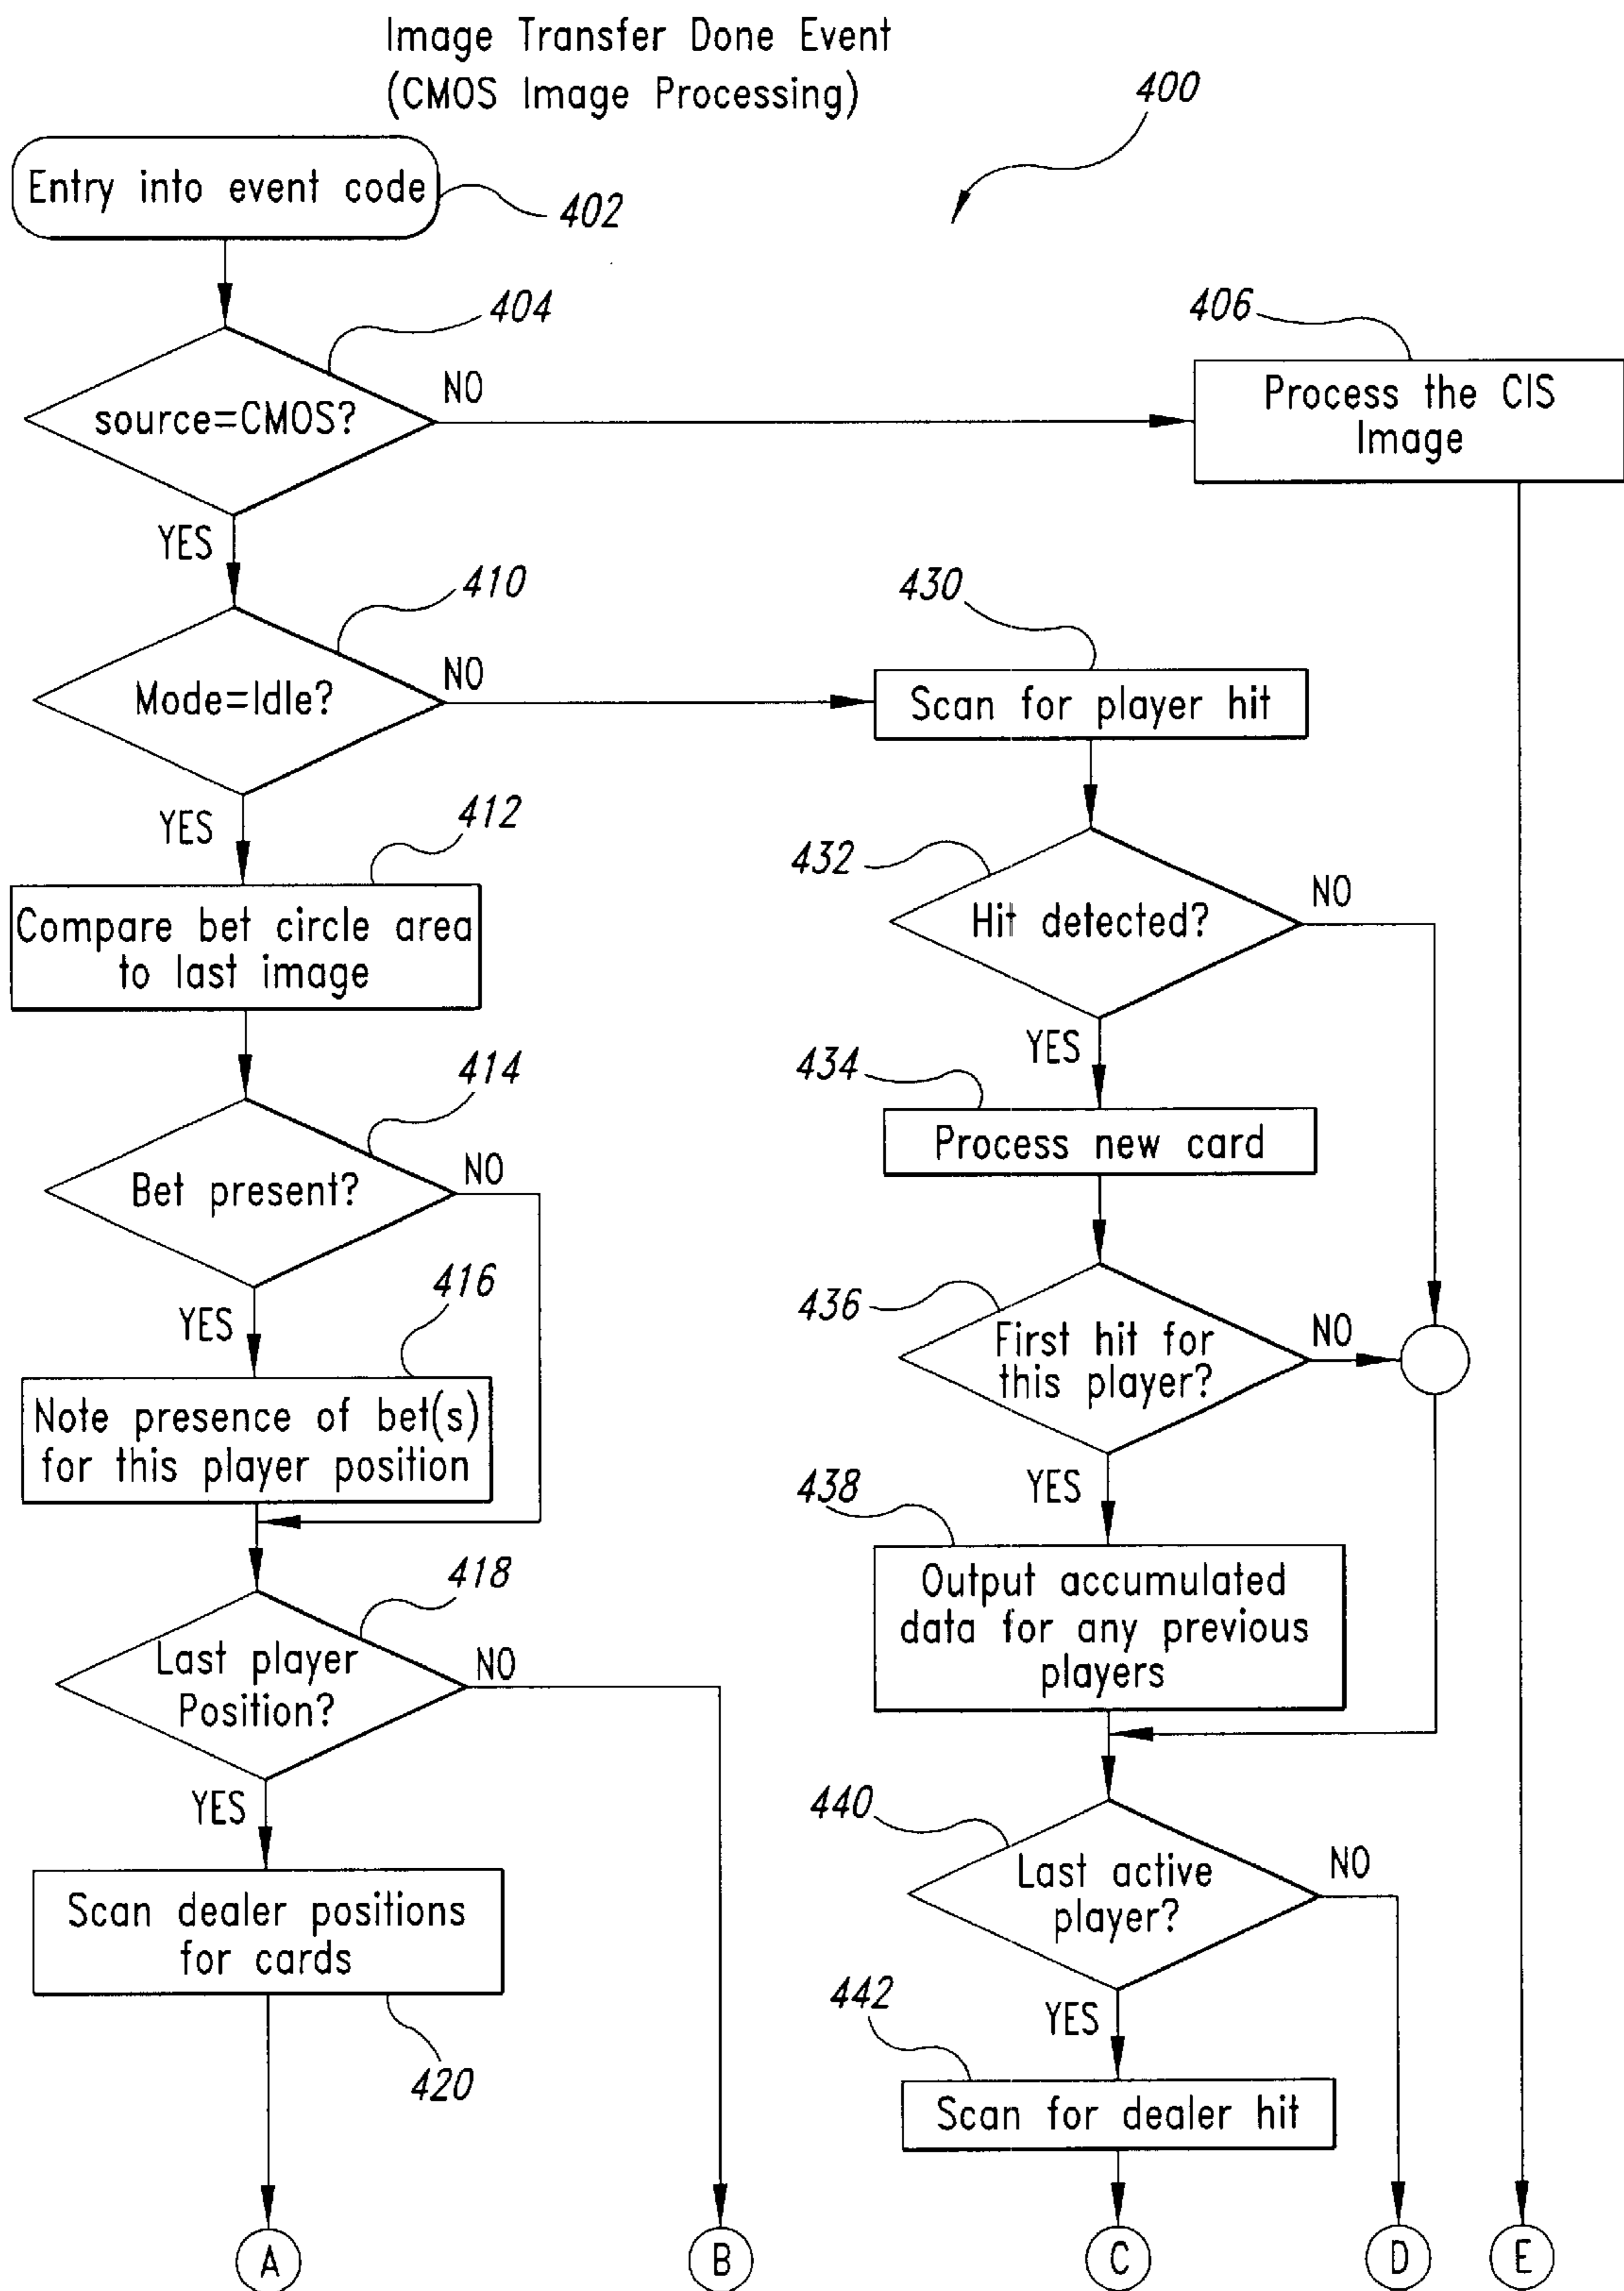 Image Transfer Done Event
(CMOS Image Processing)
400
Entry into event code
402
404
source=CMOS?
NO
YES
406
Process the CIS
Image
410
Mode=Idle?
NO
YES
412
Compare bet circle area
to last image
414
Bet present?
NO
YES
416
Note presence of bet(s)
for this player position
418
Last player
Position?
NO
YES
Scan dealer positions
for cards
420
430
Scan for player hit
432
Hit detected?
NO
YES
434
Process new card
436
First hit for
this player?
NO
YES
438
Output accumulated
data for any previous
players
440
Last active
player?
NO
YES
442
Scan for dealer hit
A
B
C
D
E